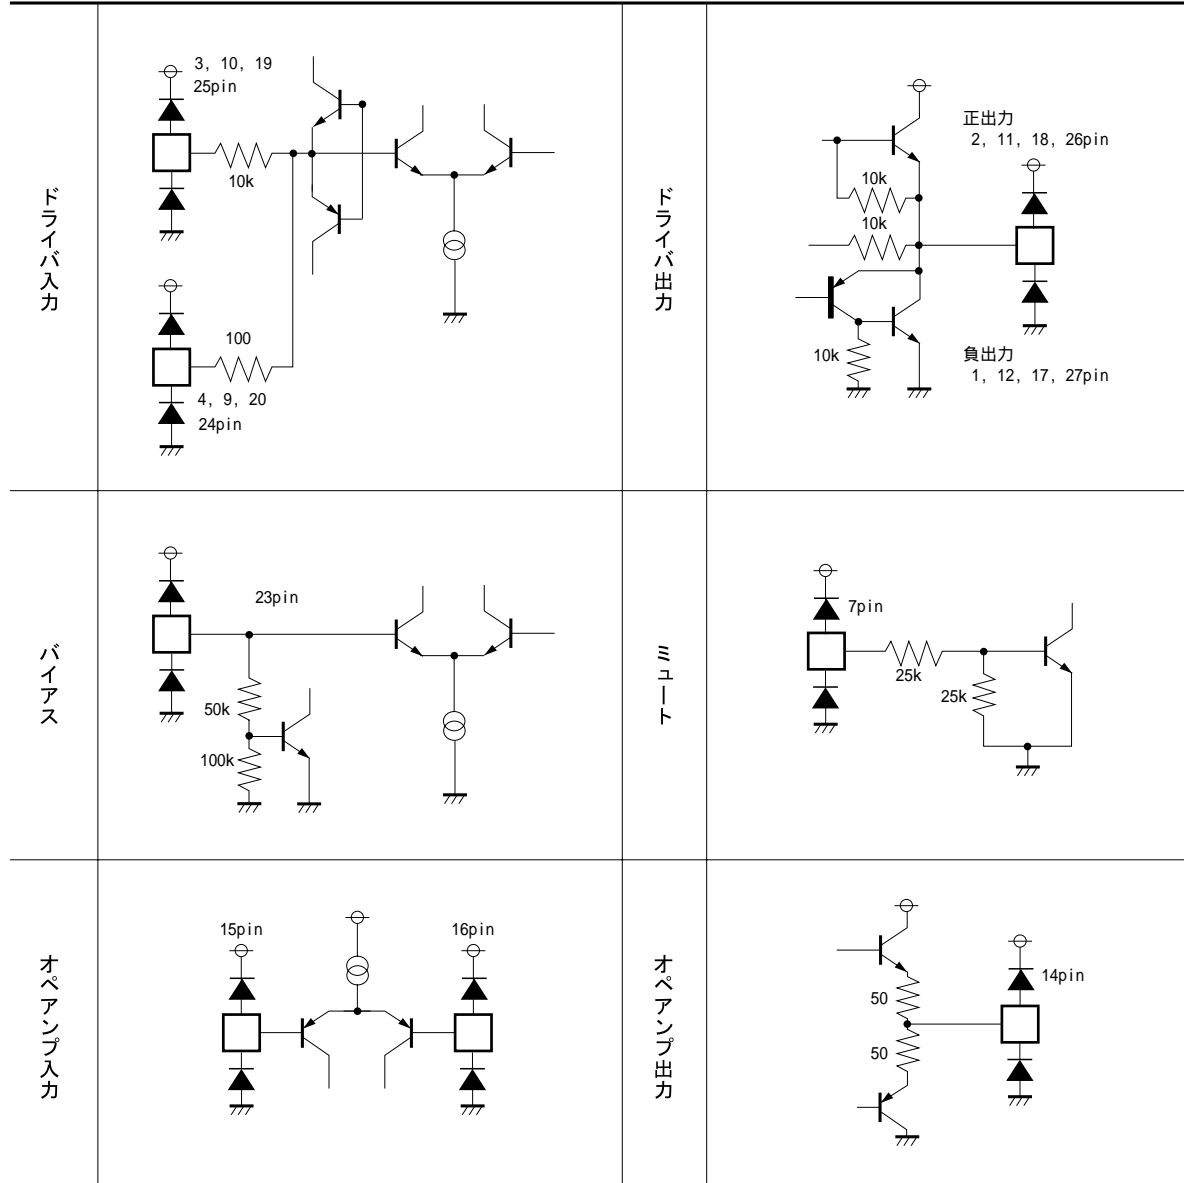 ドライバ入力
3, 10, 19
25pin
10k
100
4, 9, 20
24pin
ドライバ出力
正出力
2, 11, 18, 26pin
10k
10k
10k
負出力
1, 12, 17, 27pin
バイアス
23pin
50k
100k
ミュート
7pin
25k
25k
オペアンプ入力
15pin
16pin
オペアンプ出力
14pin
50
50